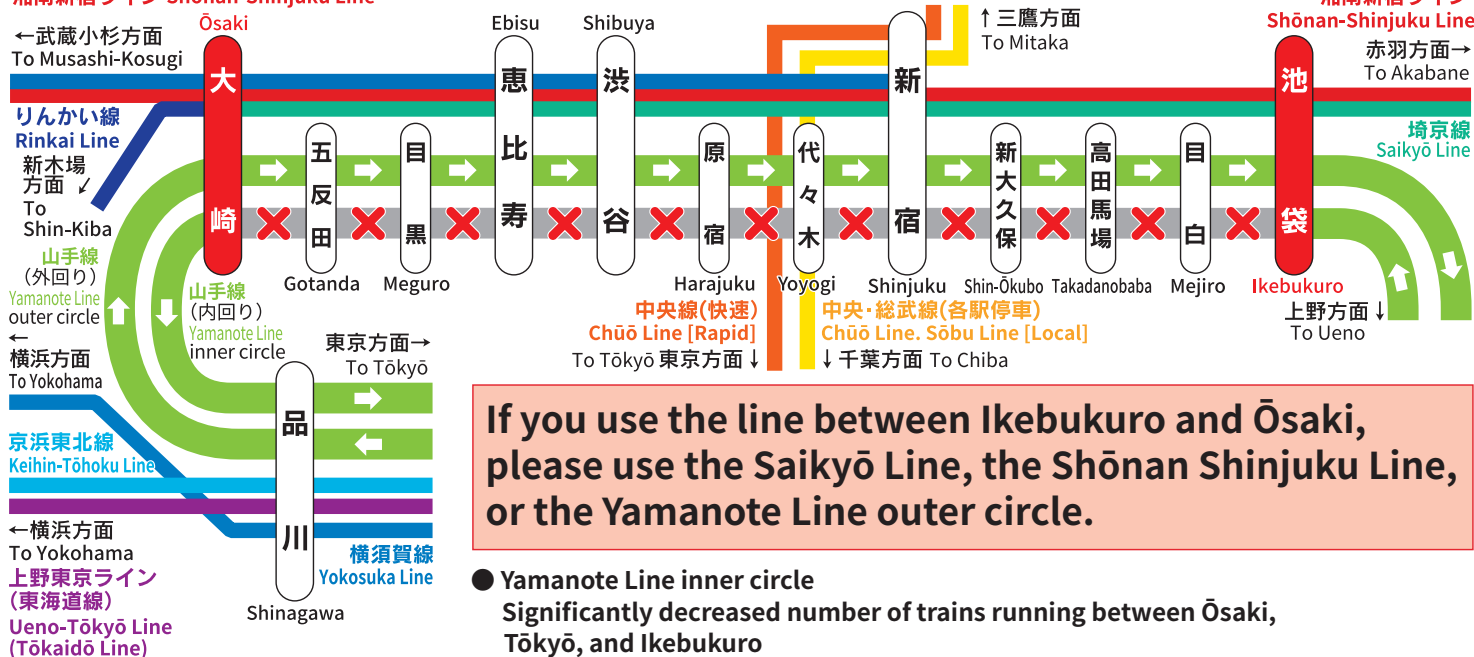 湘南新宿ライン Shōnan-Shinjuku Line
湘南新宿ライン
Shōnan-Shinjuku Line
←武蔵小杉方面
To Musashi-Kosugi
Ōsaki
大崎
Ebisu
恵比寿
Shibuya
渋谷
↑三鷹方面
To Mitaka
新宿
池袋
赤羽方面→
To Akabane
りんかい線
Rinkai Line
新木場
方面 ↙
To
Shin-Kiba
埼京線
Saikyō Line
五反田
目黒
原宿
代々木
新大久保
高田馬場
目白
Gotanda
Meguro
Harajuku
Yoyogi
Shinjuku
Shin-Ōkubo
Takadanobaba
Mejiro
Ikebukuro
山手線
(外回り)
Yamanote Line
outer circle
山手線
(内回り)
Yamanote Line
inner circle
中央線(快速)
Chūō Line [Rapid]
To Tōkyō 東京方面↓
中央・総武線(各駅停車)
Chūō Line. Sōbu Line [Local]
↓千葉方面 To Chiba
上野方面↓
To Ueno
←
横浜方面
To Yokohama
東京方面→
To Tōkyō
品川
京浜東北線
Keihin-Tōhoku Line
←横浜方面
To Yokohama
上野東京ライン
(東海道線)
Ueno-Tōkyō Line
(Tōkaidō Line)
横須賀線
Yokosuka Line
Shinagawa
If you use the line between Ikebukuro and Ōsaki,
please use the Saikyō Line, the Shōnan Shinjuku Line,
or the Yamanote Line outer circle.
● Yamanote Line inner circle
Significantly decreased number of trains running between Ōsaki,
Tōkyō, and Ikebukuro